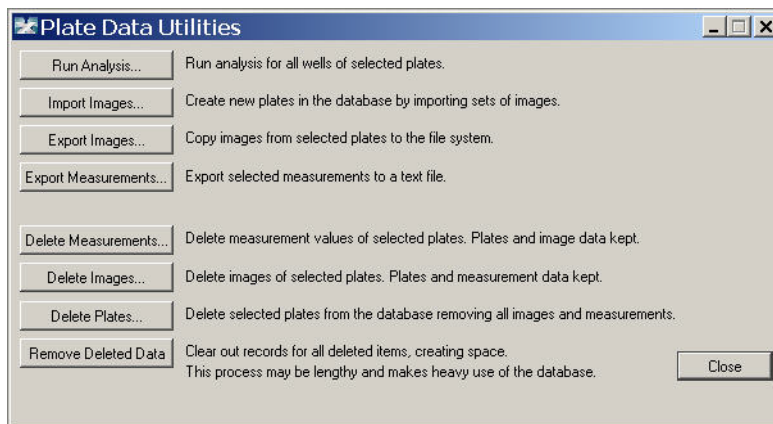 Plate Data Utilities
Run Analysis... Run analysis for all wells of selected plates.
Import Images... Create new plates in the database by importing sets of images.
Export Images... Copy images from selected plates to the file system.
Export Measurements... Export selected measurements to a text file.
Delete Measurements... Delete measurement values of selected plates. Plates and image data kept.
Delete Images... Delete images of selected plates. Plates and measurement data kept.
Delete Plates... Delete selected plates from the database removing all images and measurements.
Remove Deleted Data Clear out records for all deleted items, creating space.
This process may be lengthy and makes heavy use of the database.
Close